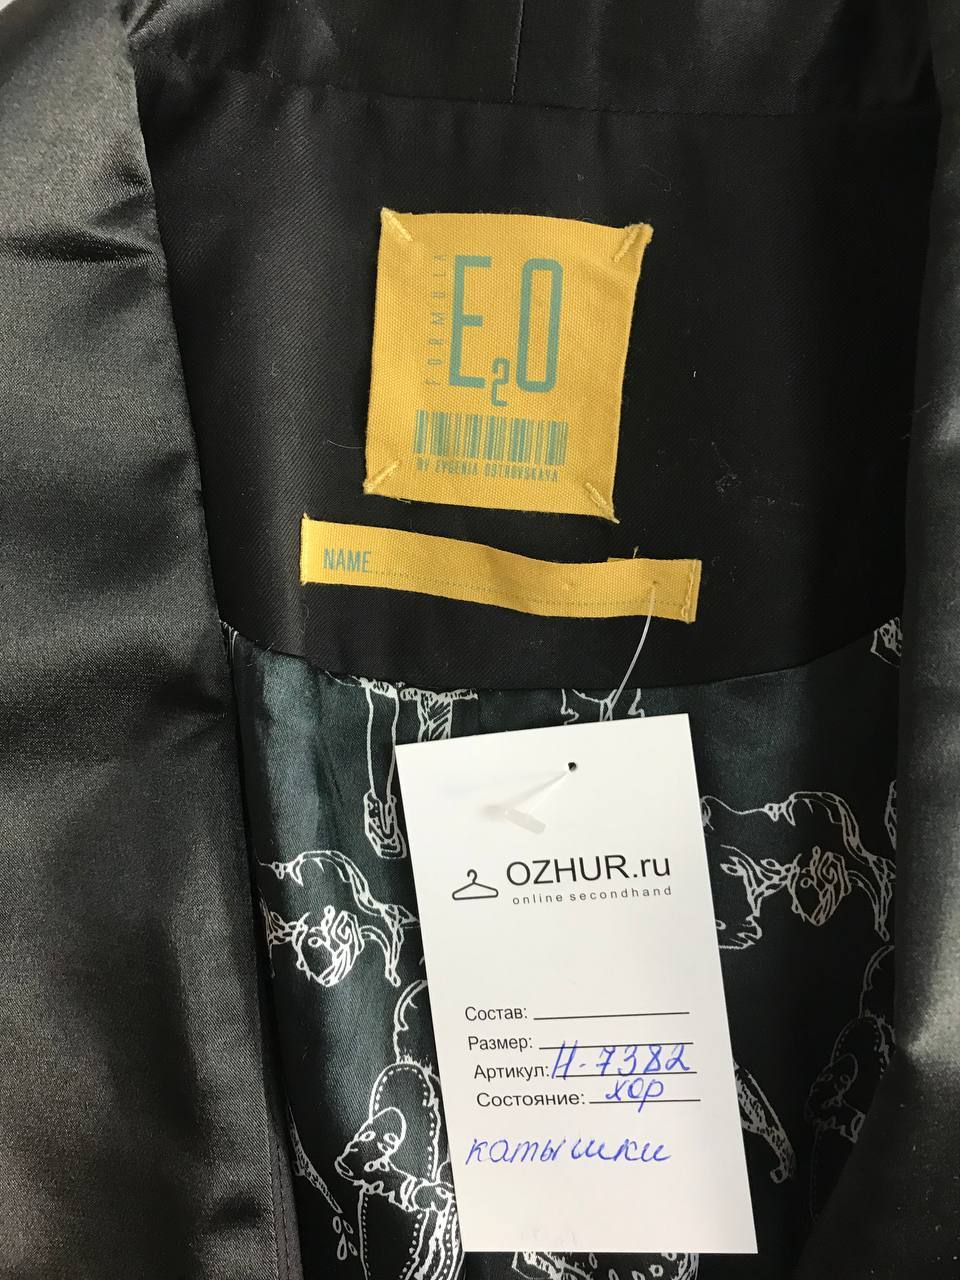 FORMULA
E2O
BY EVGENIA OSTROVSKAYA
NAME
OZHUR.ru
online secondhand
Состав:
Размер:
Артикул: Н-7382
Состояние: хор
катышки